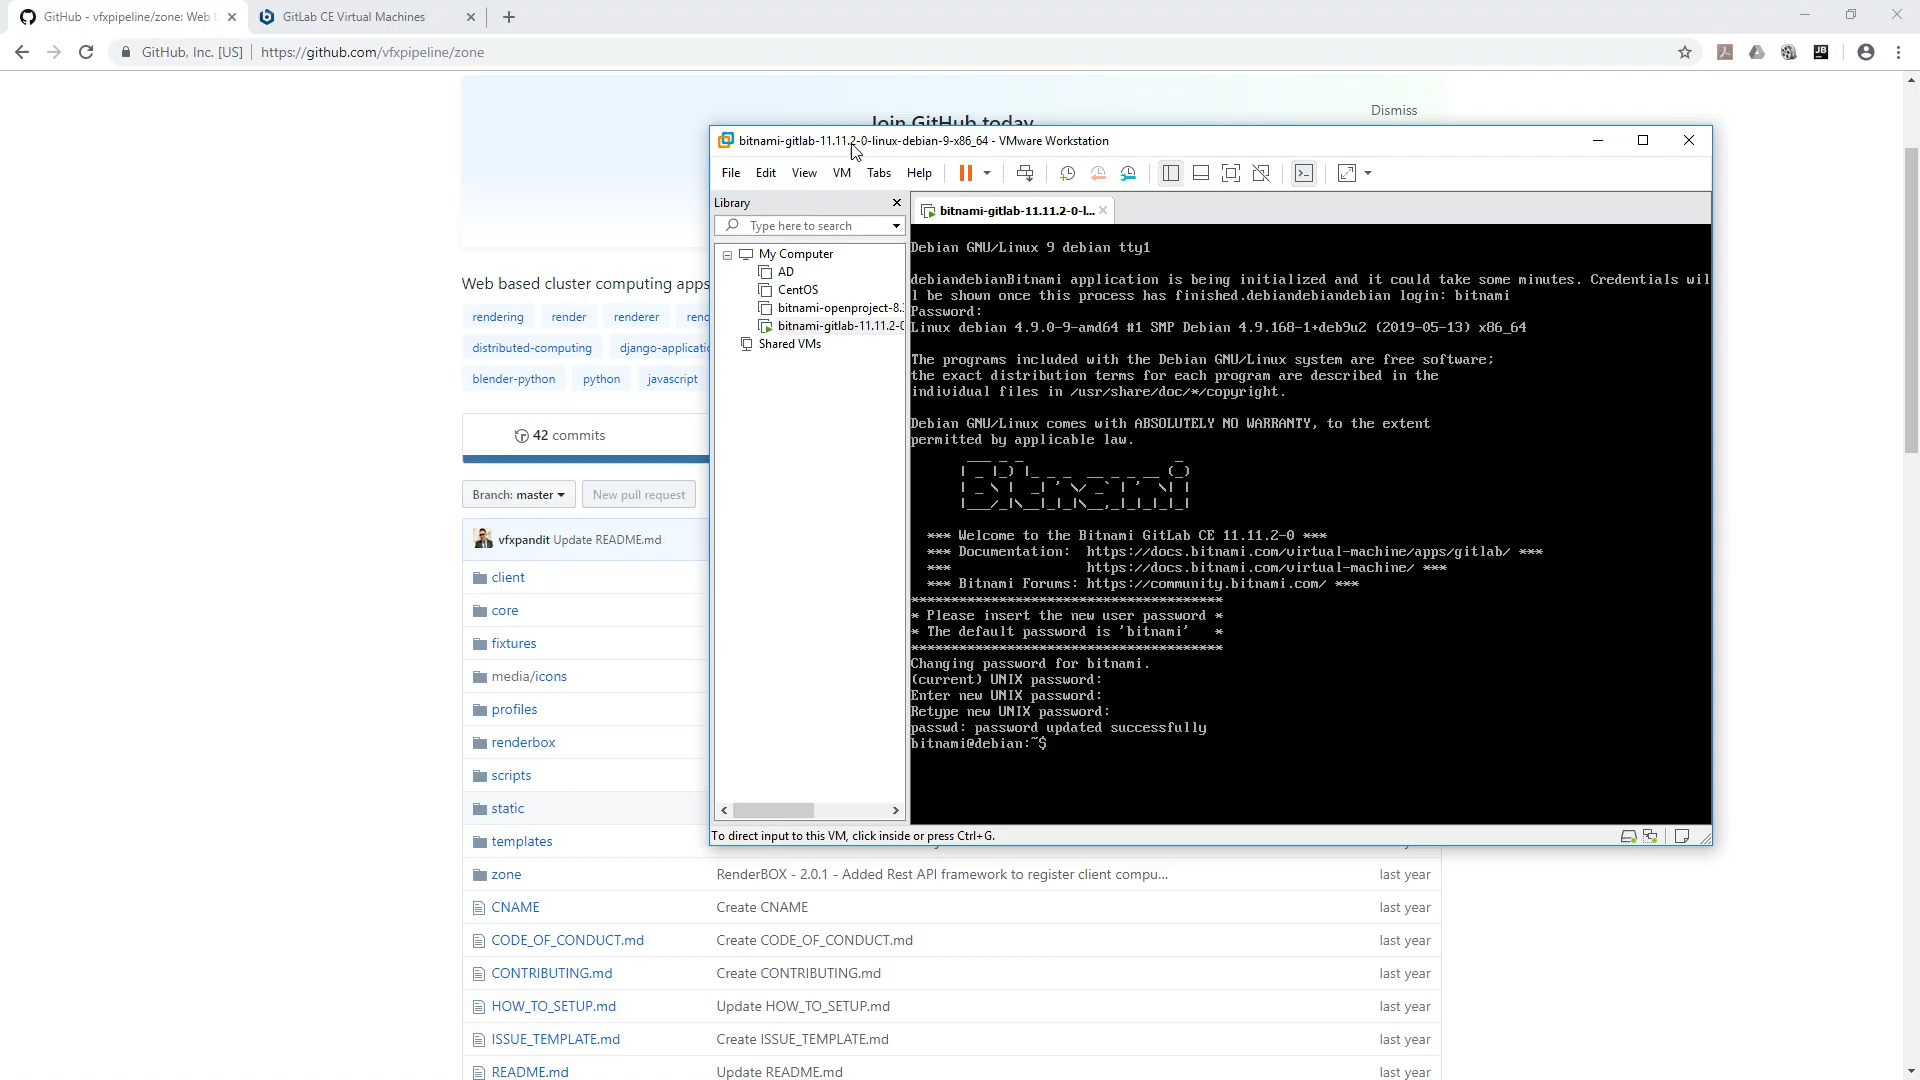 GitHub - vfxpipeline/zone: Web b
GitLab CE Virtual Machines
GitHub, Inc. [US]
https://github.com/vfxpipeline/zone
Join GitHub today
Dismiss
Web based cluster computing apps
rendering
render
renderer
rend
distributed-computing
django-applicatio
blender-python
python
javascript
42 commits
Branch: master
New pull request
vfxpandit Update README.md
client
core
fixtures
media/icons
profiles
renderbox
scripts
static
templates
zone
RenderBOX - 2.0.1 - Added Rest API framework to register client compu...
last year
CNAME
Create CNAME
last year
CODE_OF_CONDUCT.md
Create CODE_OF_CONDUCT.md
last year
CONTRIBUTING.md
Create CONTRIBUTING.md
last year
HOW_TO_SETUP.md
Update HOW_TO_SETUP.md
last year
ISSUE_TEMPLATE.md
Create ISSUE_TEMPLATE.md
last year
README.md
Update README.md
last year
bitnami-gitlab-11.11.2-0-linux-debian-9-x86_64 - VMware Workstation
File
Edit
View
VM
Tabs
Help
Library
Type here to search
My Computer
AD
CentOS
bitnami-openproject-8.
bitnami-gitlab-11.11.2-0
Shared VMs
bitnami-gitlab-11.11.2-0-l...
Debian GNU/Linux 9 debian tty1
debiandebianBitnami application is being initialized and it could take some minutes. Credentials wil
l be shown once this process has finished.debiandebiandebian login: bitnami
Password:
Linux debian 4.9.0-9-amd64 #1 SMP Debian 4.9.168-1+deb9u2 (2019-05-13) x86_64
The programs included with the Debian GNU/Linux system are free software;
the exact distribution terms for each program are described in the
individual files in /usr/share/doc/*/copyright.
Debian GNU/Linux comes with ABSOLUTELY NO WARRANTY, to the extent
permitted by applicable law.
Bitnami
*** Welcome to the Bitnami GitLab CE 11.11.2-0 ***
*** Documentation:  https://docs.bitnami.com/virtual-machine/apps/gitlab/ ***
***                 https://docs.bitnami.com/virtual-machine/ ***
*** Bitnami Forums: https://community.bitnami.com/ ***
***************************************
* Please insert the new user password *
* The default password is 'bitnami'   *
***************************************
Changing password for bitnami.
(current) UNIX password:
Enter new UNIX password:
Retype new UNIX password:
passwd: password updated successfully
bitnami@debian:~$
To direct input to this VM, click inside or press Ctrl+G.